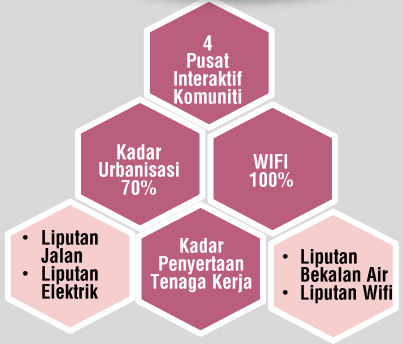 4
Pusat
Interaktif
Komuniti
Kadar
Urbanisasi
70%
WIFI
100%
• Liputan
Jalan
• Liputan
Elektrik
Kadar
Penyertaan
Tenaga Kerja
• Liputan
Bekalan Air
• Liputan Wifi